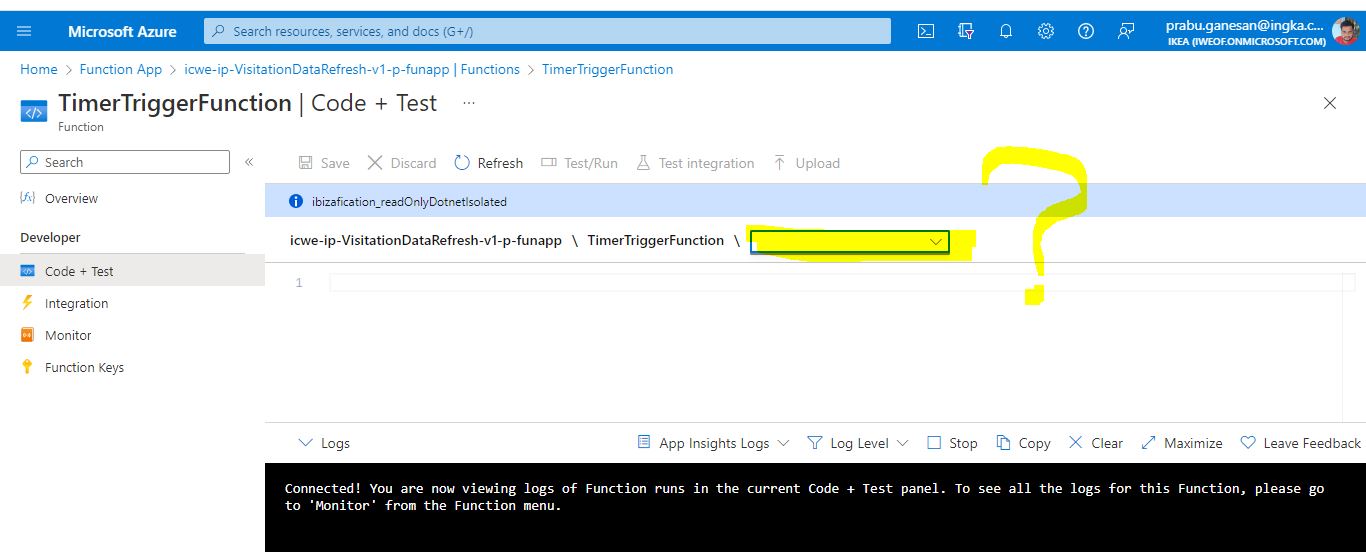 Microsoft Azure
Search resources, services, and docs (G+/)
prabu.ganesan@ingka.c...
IKEA (IWEOF.ONMICROSOFT.COM)
Home > Function App > icwe-ip-VisitationDataRefresh-v1-p-funapp | Functions > TimerTriggerFunction
TimerTriggerFunction | Code + Test ...
Function
Search
«
Save Discard Refresh Test/Run Test integration Upload
Overview
ibizafication_readOnlyDotnetIsolated
Developer
icwe-ip-VisitationDataRefresh-v1-p-funapp \ TimerTriggerFunction \
?
Code + Test
1
Integration
Monitor
Function Keys
Logs App Insights Logs Log Level Stop Copy Clear Maximize Leave Feedback
Connected! You are now viewing logs of Function runs in the current Code + Test panel. To see all the logs for this Function, please go
to 'Monitor' from the Function menu.